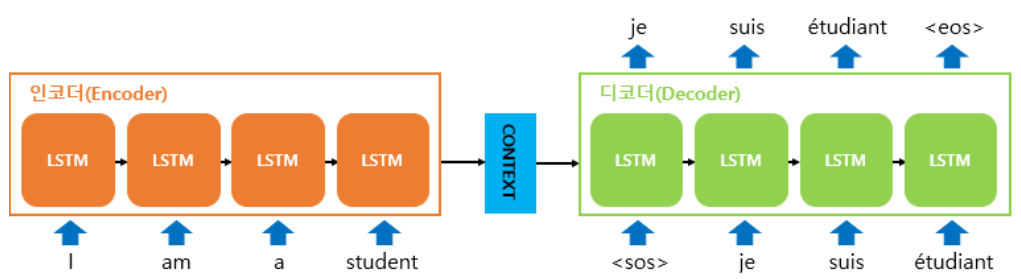 je suis étudiant <eos>
인코더(Encoder)
디코더(Decoder)
LSTM LSTM LSTM LSTM
CONTEXT
LSTM LSTM LSTM LSTM
I am a student
<sos> je suis étudiant